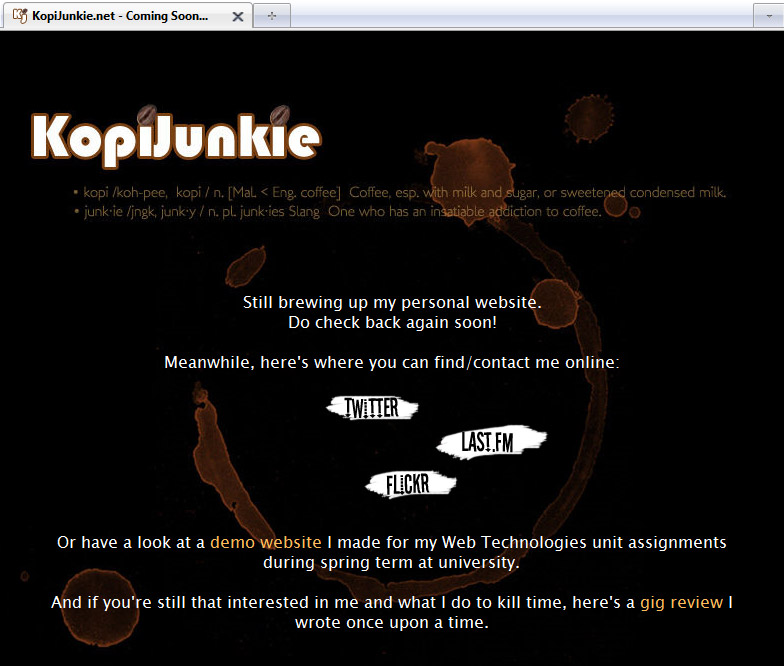 KopiJunkie.net - Coming Soon...
KopiJunkie
• kopi /koh-pee, kopi / n. [Mal. < Eng. coffee] Coffee, esp. with milk and sugar, or sweetened condensed milk.
• junk·ie /jngk, junk·y / n. pl. junk·ies Slang One who has an insatiable addiction to coffee.
Still brewing up my personal website.
Do check back again soon!
Meanwhile, here's where you can find/contact me online:
TWITTER
LAST.FM
FLICKR
Or have a look at a demo website I made for my Web Technologies unit assignments
during spring term at university.
And if you're still that interested in me and what I do to kill time, here's a gig review I
wrote once upon a time.